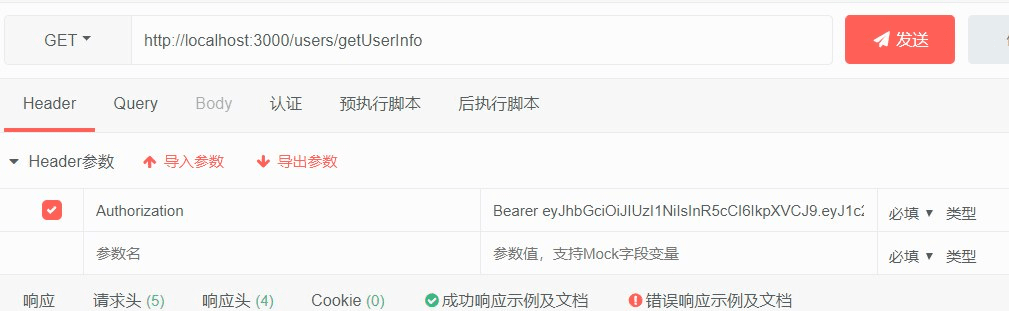 GET http://localhost:3000/users/getUserInfo 发送
Header Query Body 认证 预执行脚本 后执行脚本
Header参数 导入参数 导出参数
Authorization Bearer eyJhbGciOiJIUzI1NiIsInR5cCI6IkpXVCJ9.eyJ1c2 必填 类型
参数名 参数值，支持Mock字段变量 必填 类型
响应 请求头 (5) 响应头 (4) Cookie (0) 成功响应示例及文档 错误响应示例及文档